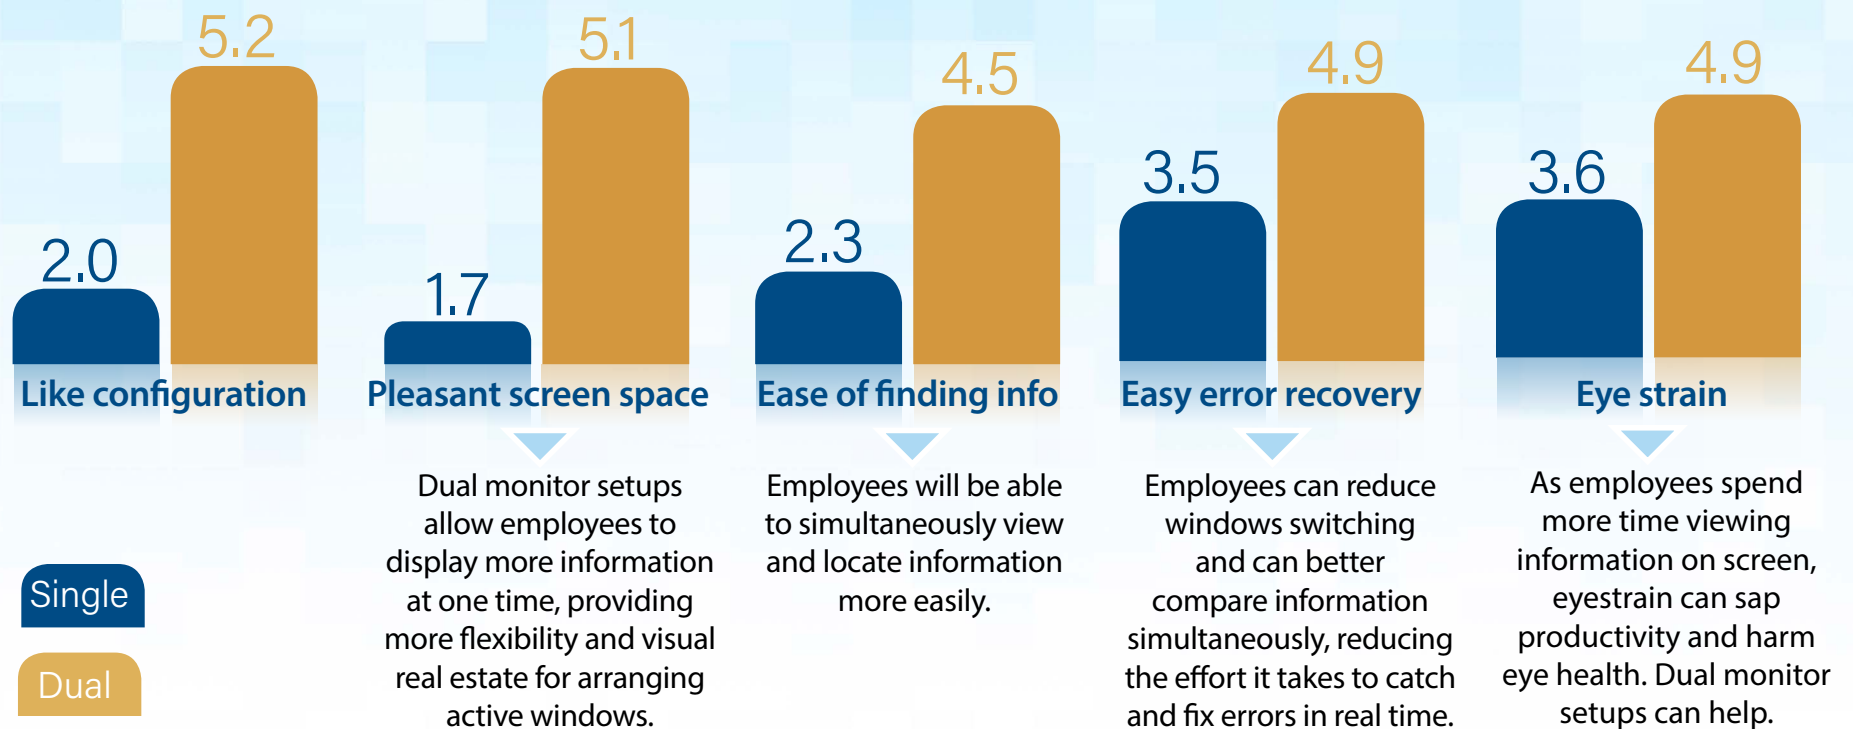 5.2
2.0
Like configuration
5.1
1.7
Pleasant screen space
Dual monitor setups
allow employees to
display more information
at one time, providing
more flexibility and visual
real estate for arranging
active windows.
4.5
2.3
Ease of finding info
Employees will be able
to simultaneously view
and locate information
more easily.
4.9
3.5
Easy error recovery
Employees can reduce
windows switching
and can better
compare information
simultaneously, reducing
the effort it takes to catch
and fix errors in real time.
4.9
3.6
Eye strain
As employees spend
more time viewing
information on screen,
eyestrain can sap
productivity and harm
eye health. Dual monitor
setups can help.
Single
Dual